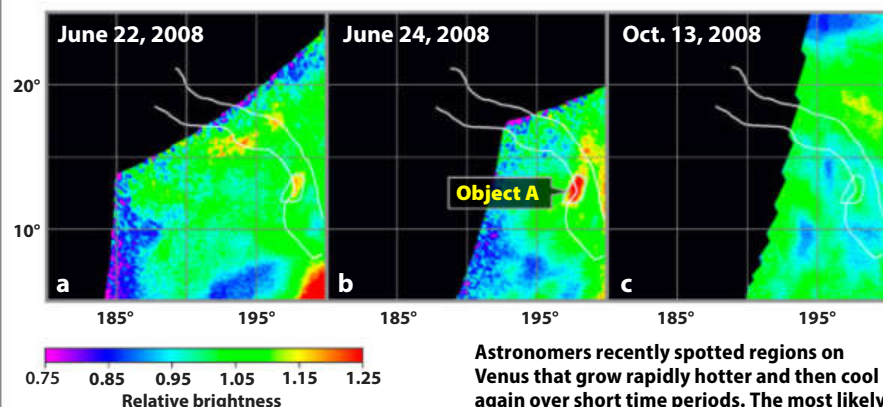 June 22, 2008
June 24, 2008
Oct. 13, 2008
20°
Object A
10°
a
b
c
185°
195°
185°
195°
185°
195°
0.75
0.85
0.95
1.05
1.15
1.25
Relative brightness
Astronomers recently spotted regions on
Venus that grow rapidly hotter and then cool
again over short time periods. The most likely